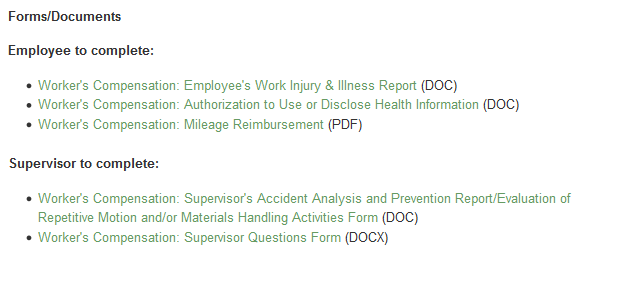 Forms/Documents
Employee to complete:
Worker's Compensation: Employee's Work Injury & Illness Report (DOC)
Worker's Compensation: Authorization to Use or Disclose Health Information (DOC)
Worker's Compensation: Mileage Reimbursement (PDF)
Supervisor to complete:
Worker's Compensation: Supervisor's Accident Analysis and Prevention Report/Evaluation of
Repetitive Motion and/or Materials Handling Activities Form (DOC)
Worker's Compensation: Supervisor Questions Form (DOCX)